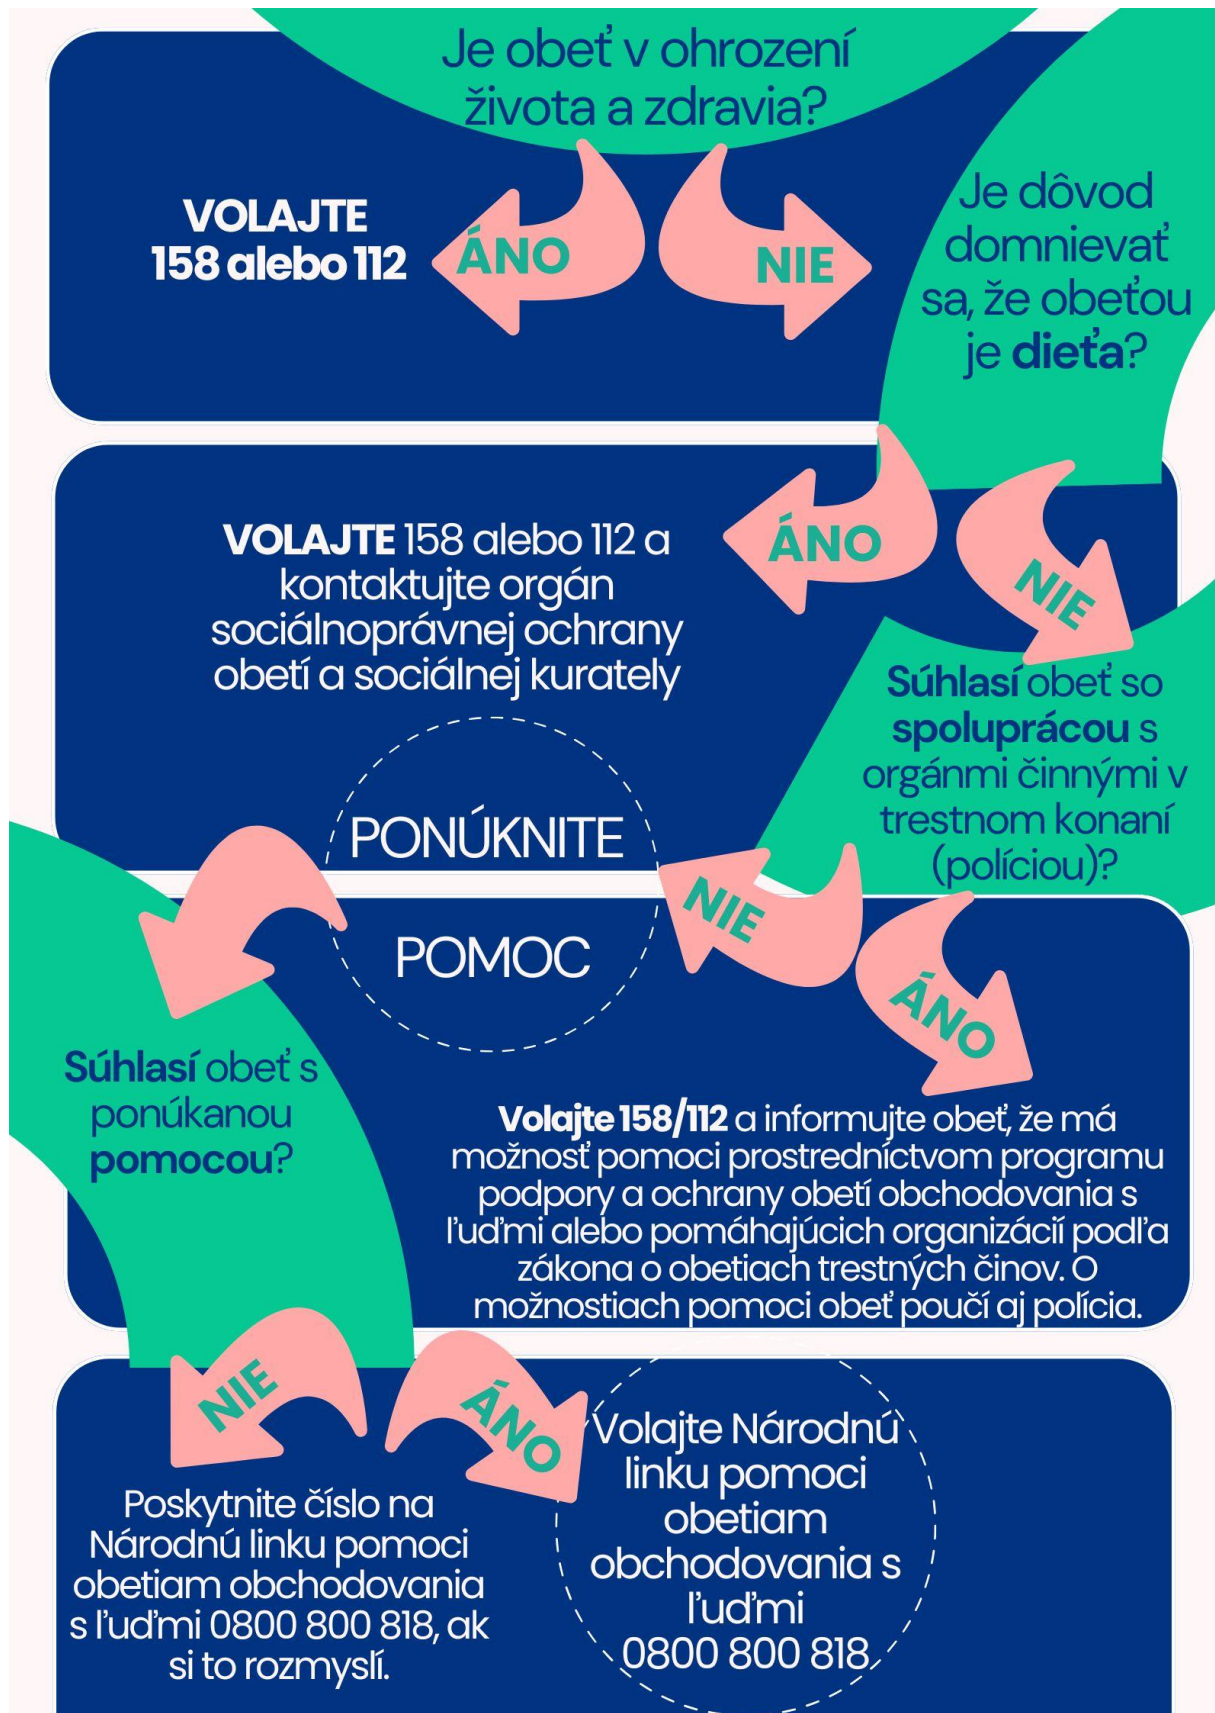 Je obeť v ohrození
života a zdravia?
VOLAJTE
158 alebo 112
ÁNO
NIE
Je dôvod
domnievať
sa, že obeťou
je dieťa?
VOLAJTE 158 alebo 112 a
kontaktujte orgán
sociálnoprávnej ochrany
obetí a sociálnej kurately
ÁNO
NIE
Súhlasí obeť so
spoluprácou s
orgánmi činnými v
trestnom konaní
(políciou)?
PONÚKNITE
POMOC
NIE
ÁNO
Súhlasí obeť s
ponúkanou
pomocou?
Volajte 158/112 a informujte obeť, že má
možnosť pomoci prostredníctvom programu
podpory a ochrany obetí obchodovania s
ľuďmi alebo pomáhajúcich organizácií podľa
zákona o obetiach trestných činov. O
možnostiach pomoci obeť poučí aj polícia.
NIE
ÁNO
Poskytnite číslo na
Národnú linku pomoci
obetiam obchodovania
s ľuďmi 0800 800 818, ak
si to rozmyslí.
Volajte Národnú
linku pomoci
obetiam
obchodovania s
ľuďmi
0800 800 818